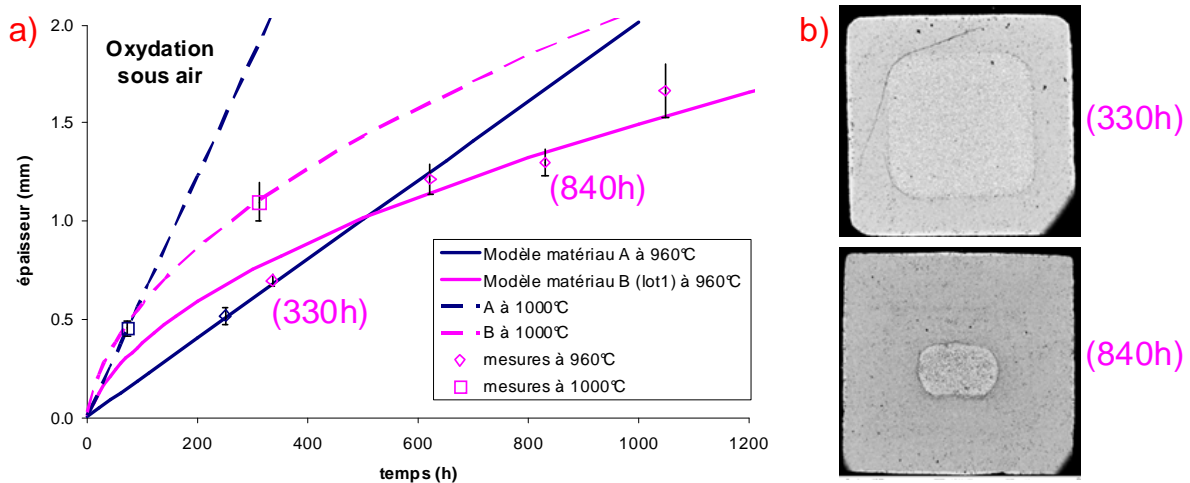 a)
Oxydation
sous air
épaisseur (mm)
2.0
1.5
1.0
0.5
0.0
0
200
400
600
800
1000
1200
temps (h)
(330h)
(840h)
Modèle matériau A à 960°C
Modèle matériau B (lot1) à 960°C
A à 1000°C
B à 1000°C
mesures à 960°C
mesures à 1000°C
b)
(330h)
(840h)